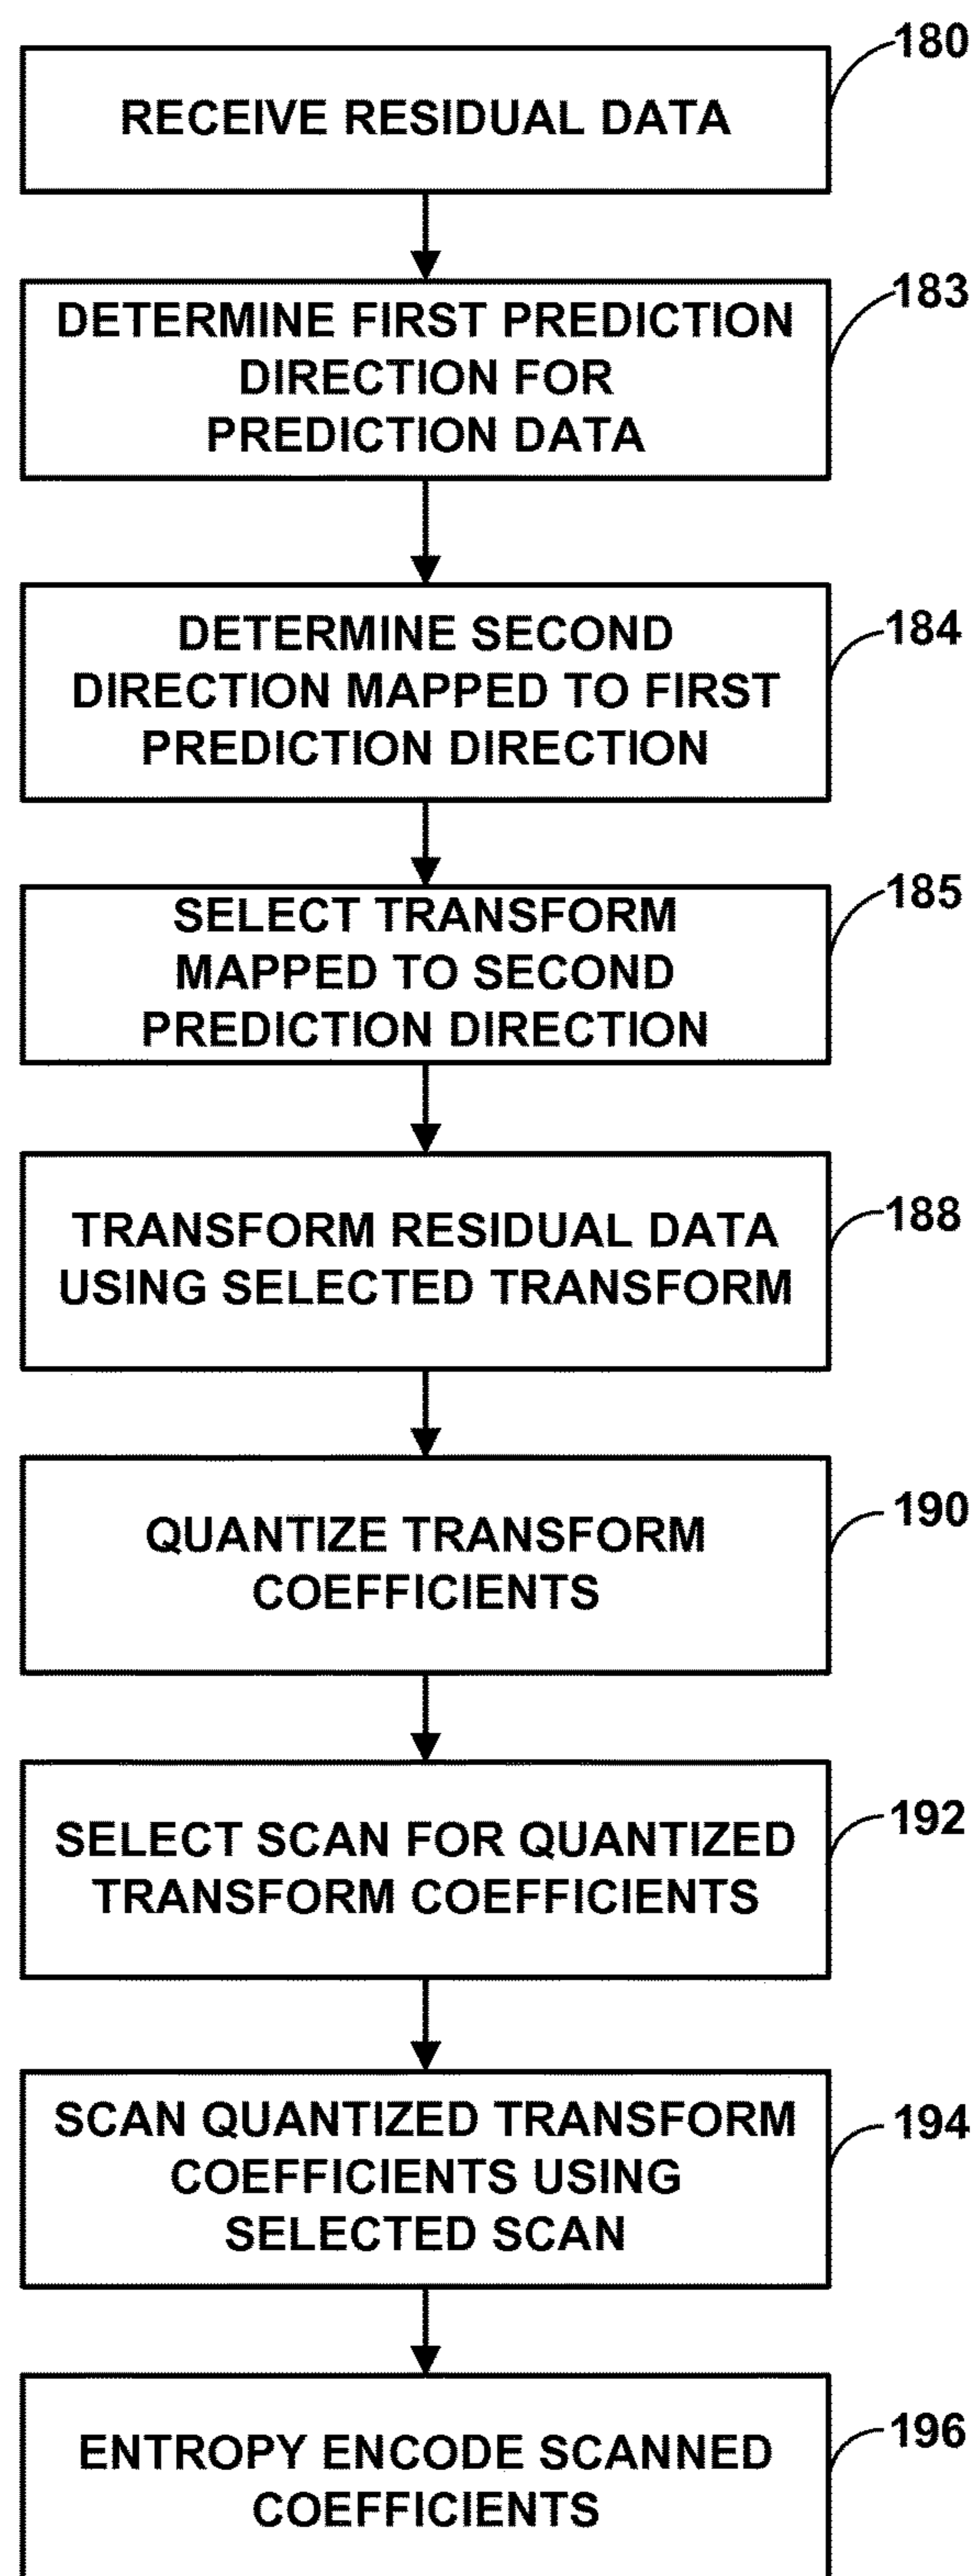 180
RECEIVE RESIDUAL DATA
183
DETERMINE FIRST PREDICTION
DIRECTION FOR
PREDICTION DATA
184
DETERMINE SECOND
DIRECTION MAPPED TO FIRST
PREDICTION DIRECTION
185
SELECT TRANSFORM
MAPPED TO SECOND
PREDICTION DIRECTION
188
TRANSFORM RESIDUAL DATA
USING SELECTED TRANSFORM
190
QUANTIZE TRANSFORM
COEFFICIENTS
192
SELECT SCAN FOR QUANTIZED
TRANSFORM COEFFICIENTS
194
SCAN QUANTIZED TRANSFORM
COEFFICIENTS USING
SELECTED SCAN
196
ENTROPY ENCODE SCANNED
COEFFICIENTS